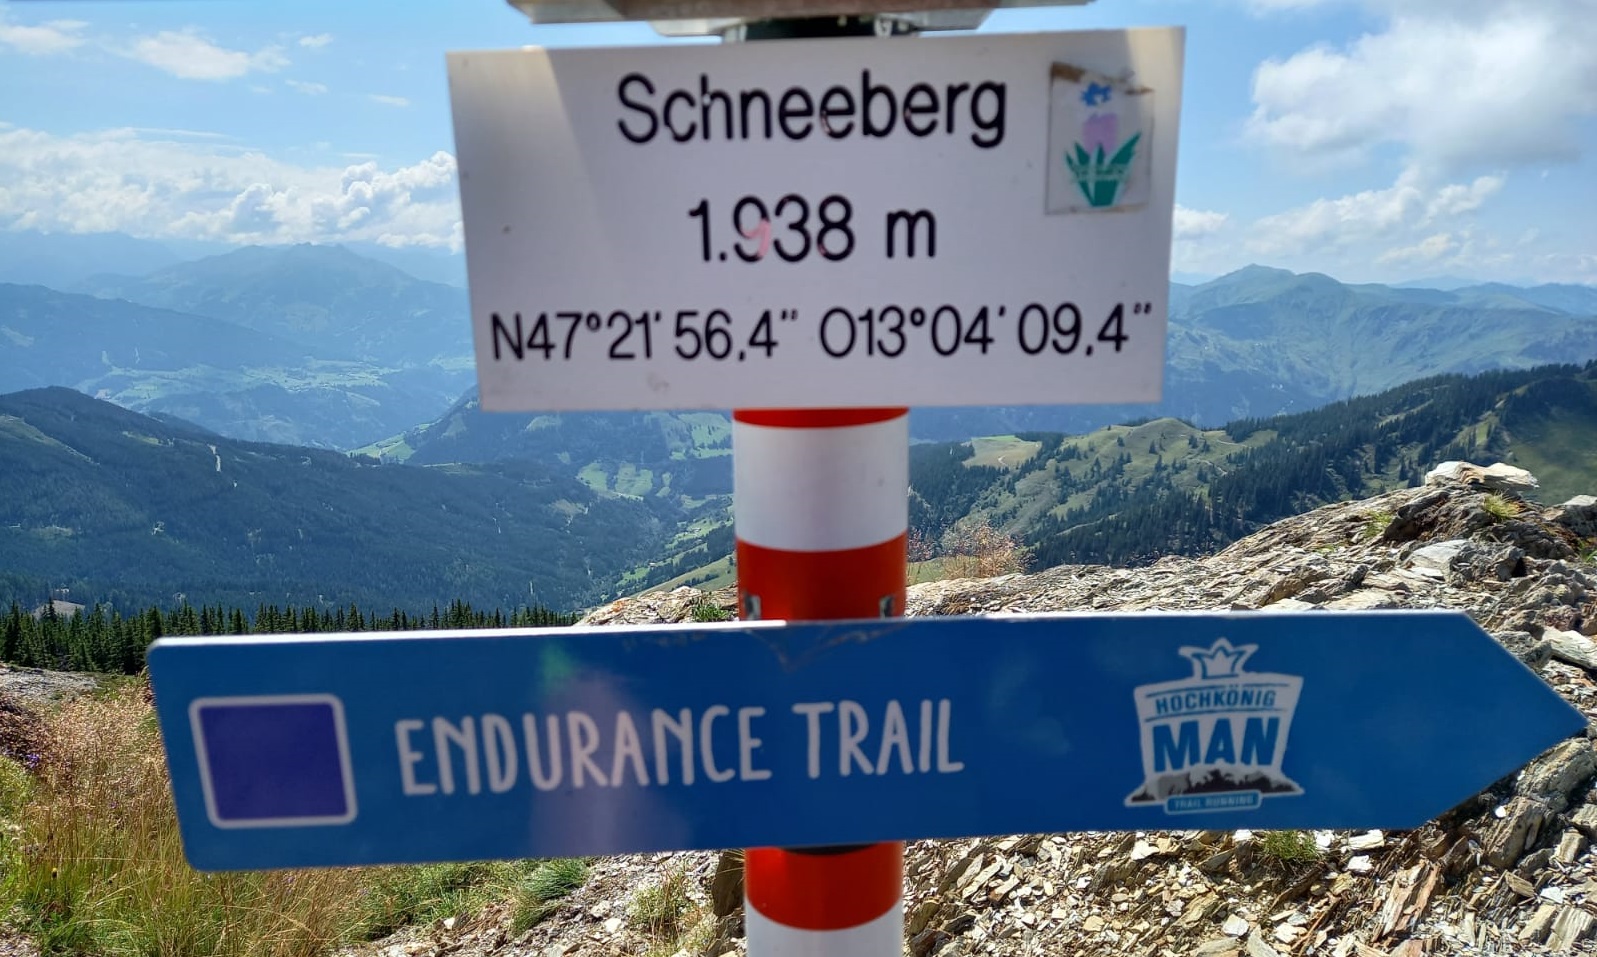 Schneeberg
1.938 m
N47°21'56,4" O13°04'09,4"
ENDURANCE TRAIL
HOCHKÖNIG
MAN
TRAIL RUNNING